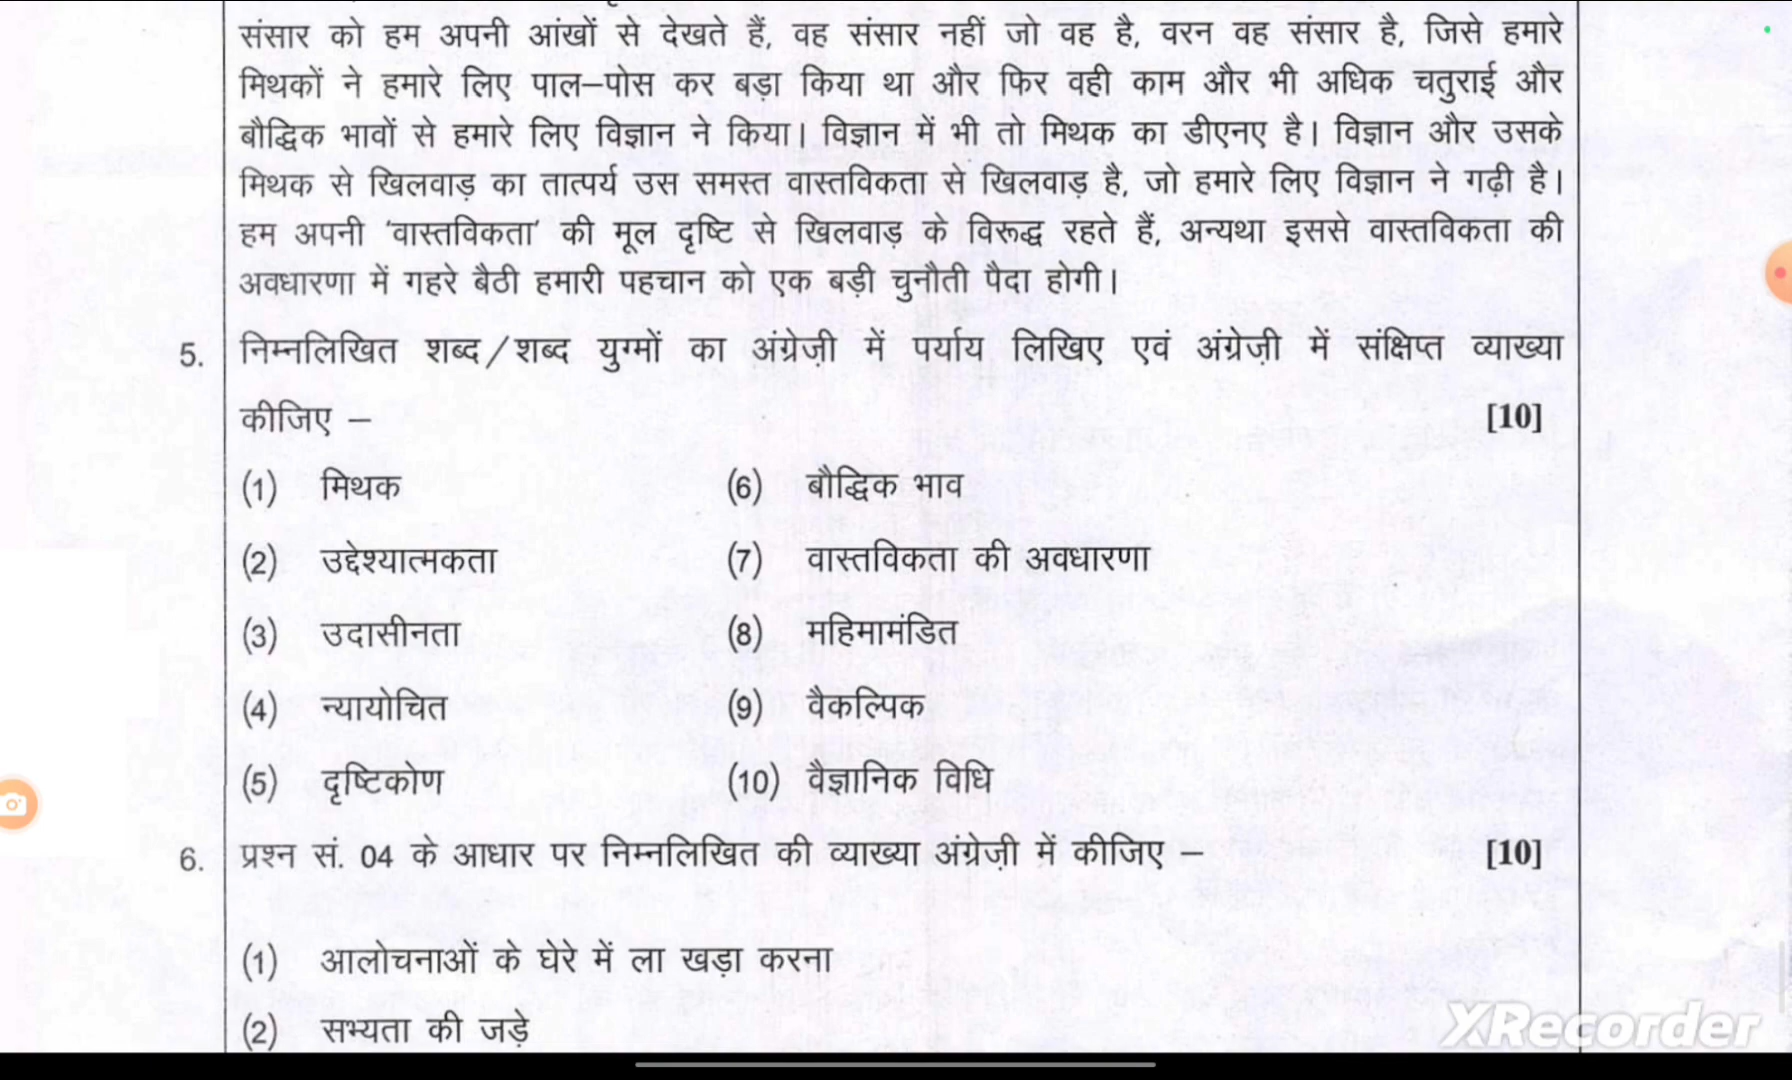 संसार को हम अपनी आंखों से देखते हैं, वह संसार नहीं जो वह है, वरन वह संसार है, जिसे हमारे
मिथकों ने हमारे लिए पाल–पोस कर बड़ा किया था और फिर वही काम और भी अधिक चतुराई और
बौद्धिक भावों से हमारे लिए विज्ञान ने किया। विज्ञान में भी तो मिथक का डीएनए है। विज्ञान और उसके
मिथक से खिलवाड़ का तात्पर्य उस समस्त वास्तविकता से खिलवाड़ है, जो हमारे लिए विज्ञान ने गढ़ी है।
हम अपनी 'वास्तविकता' की मूल दृष्टि से खिलवाड़ के विरूद्ध रहते हैं, अन्यथा इससे वास्तविकता की
अवधारणा में गहरे बैठी हमारी पहचान को एक बड़ी चुनौती पैदा होगी।
5. निम्नलिखित शब्द/शब्द युग्मों का अंग्रेज़ी में पर्याय लिखिए एवं अंग्रेज़ी में संक्षिप्त व्याख्या
कीजिए – [10]
(1) मिथक (6) बौद्धिक भाव
(2) उद्देश्यात्मकता (7) वास्तविकता की अवधारणा
(3) उदासीनता (8) महिमामंडित
(4) न्यायोचित (9) वैकल्पिक
(5) दृष्टिकोण (10) वैज्ञानिक विधि
6. प्रश्न सं. 04 के आधार पर निम्नलिखित की व्याख्या अंग्रेज़ी में कीजिए – [10]
(1) आलोचनाओं के घेरे में ला खड़ा करना
(2) सभ्यता की जड़े
XRecorder